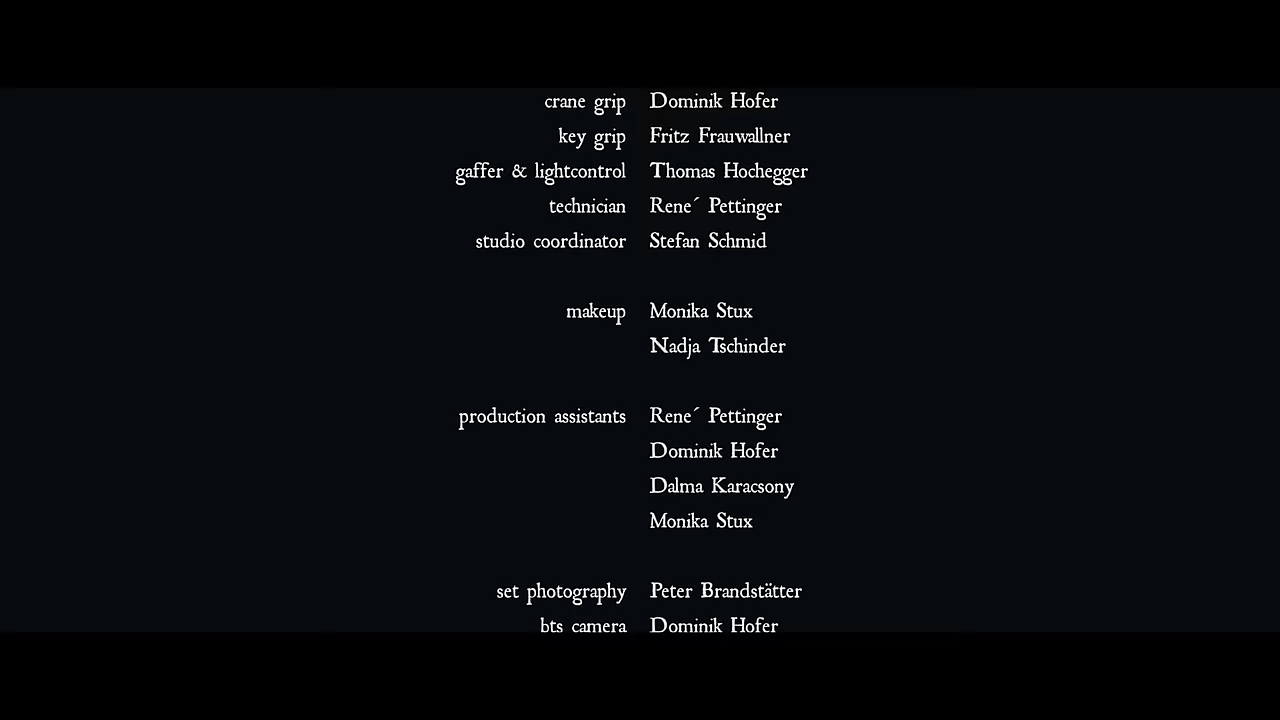 crane grip Dominik Hofer
key grip Fritz Frauwallner
gaffer & lightcontrol Thomas Hochegger
technician Rene´ Pettinger
studio coordinator Stefan Schmid
makeup Monika Stux
Nadja Tschinder
production assistants Rene´ Pettinger
Dominik Hofer
Dalma Karacsony
Monika Stux
set photography Peter Brandstätter
bts camera Dominik Hofer